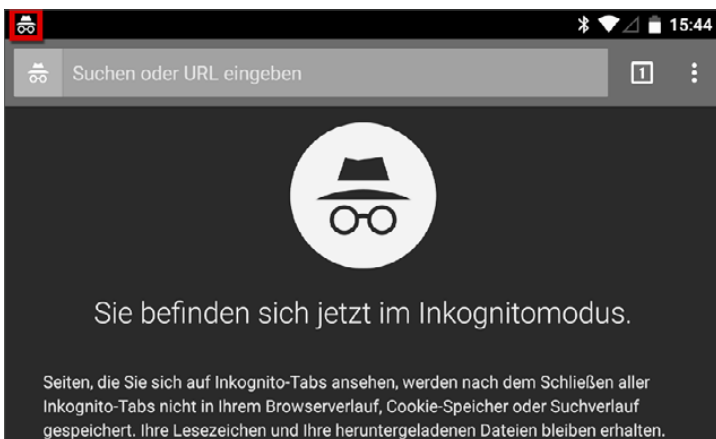 15:44
Suchen oder URL eingeben
1
Sie befinden sich jetzt im Inkognitomodus.
Seiten, die Sie sich auf Inkognito-Tabs ansehen, werden nach dem Schließen aller
Inkognito-Tabs nicht in Ihrem Browserverlauf, Cookie-Speicher oder Suchverlauf
gespeichert. Ihre Lesezeichen und Ihre heruntergeladenen Dateien bleiben erhalten.